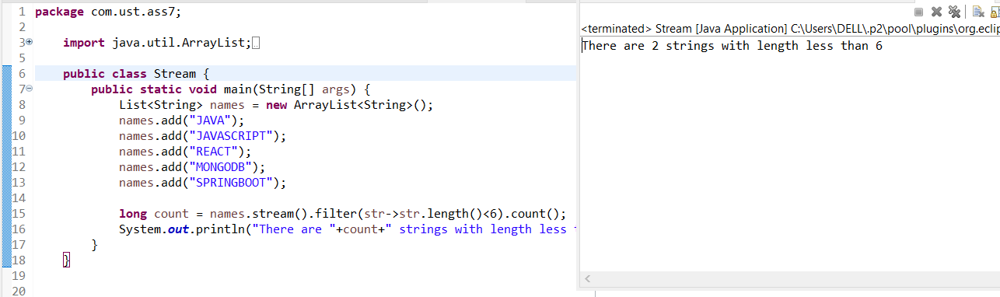 1 package com.ust.ass7;
2
3 import java.util.ArrayList;
5
6 public class Stream {
7 public static void main(String[] args) {
8 List<String> names = new ArrayList<String>();
9 names.add("JAVA");
10 names.add("JAVASCRIPT");
11 names.add("REACT");
12 names.add("MONGODB");
13 names.add("SPRINGBOOT");
14
15 long count = names.stream().filter(str->str.length()<6).count();
16 System.out.println("There are "+count+" strings with length less
17 }
18 }
19
20
<terminated> Stream [Java Application] C:\Users\DELL\.p2\pool\plugins\org.eclip
There are 2 strings with length less than 6